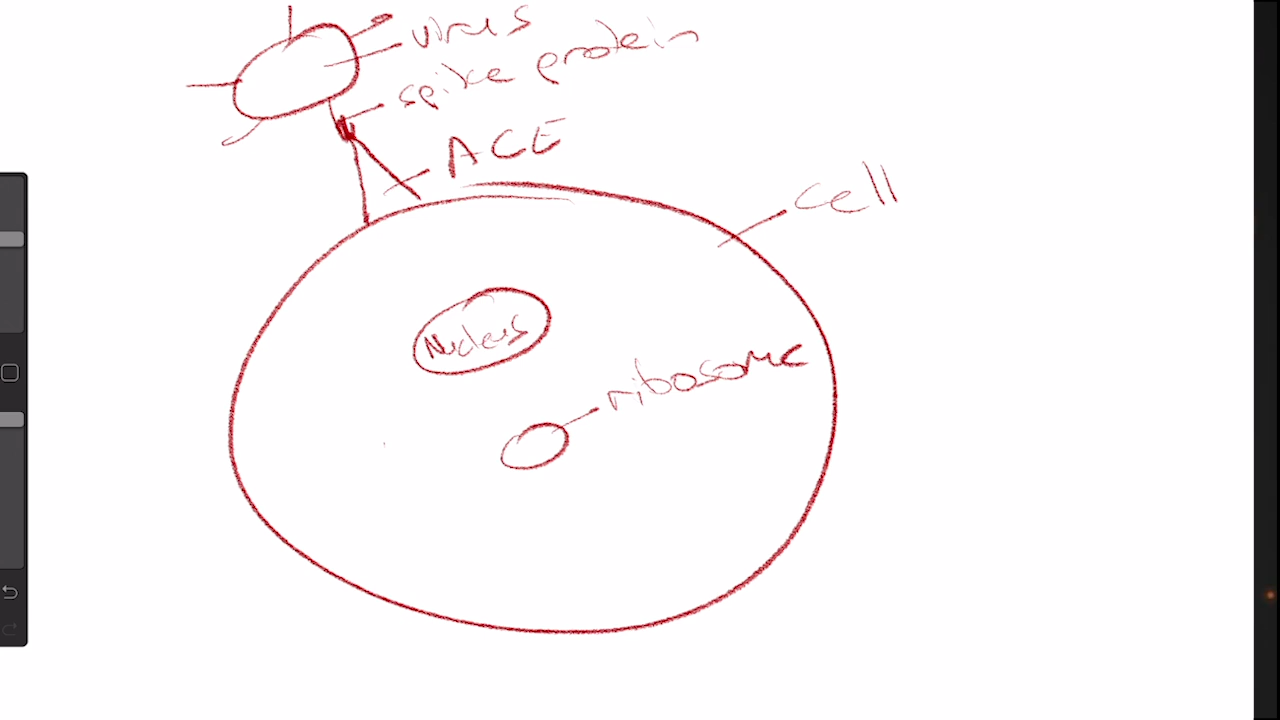 virus
spike protein
ACE
cell
Nucleus
ribosome